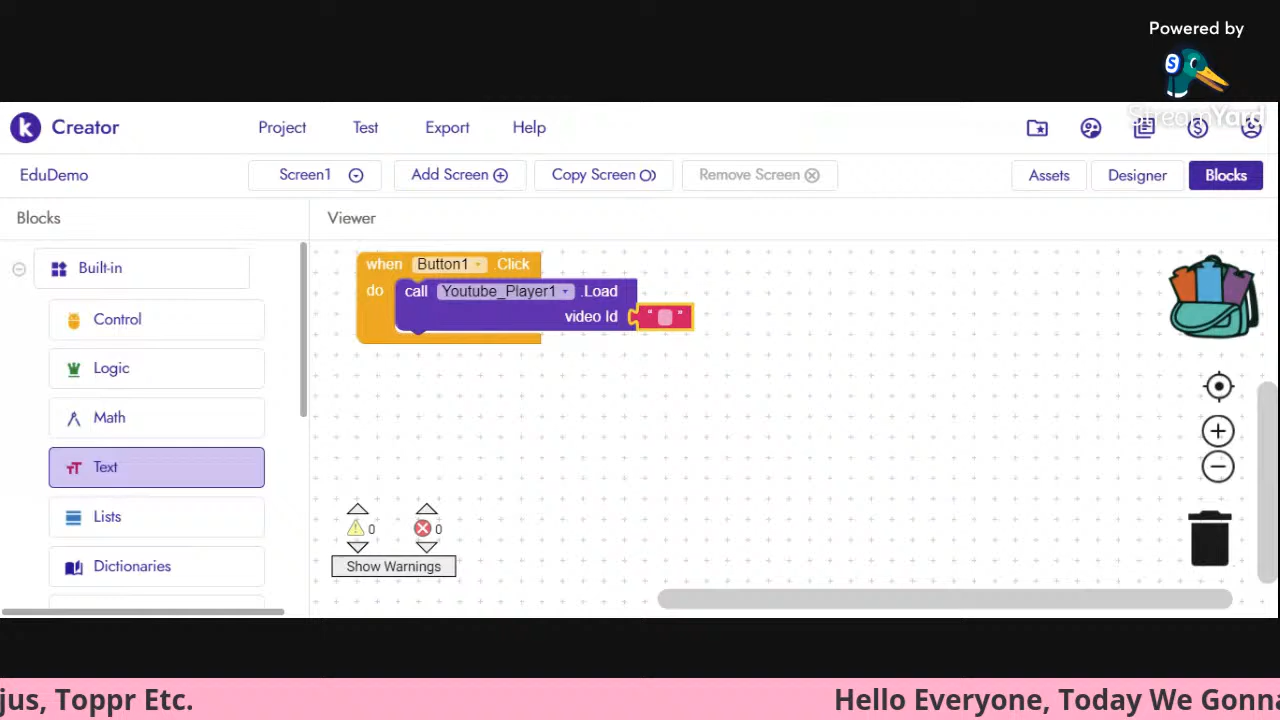 Powered by
StreamYard
Creator
Project
Test
Export
Help
EduDemo
Screen1
Add Screen
Copy Screen
Remove Screen
Assets
Designer
Blocks
Blocks
Viewer
Built-in
Control
Logic
Math
Text
Lists
Dictionaries
when Button1 .Click
do call Youtube_Player1 .Load
video Id " "
0 0
Show Warnings
jus, Toppr Etc.
Hello Everyone, Today We Gonna